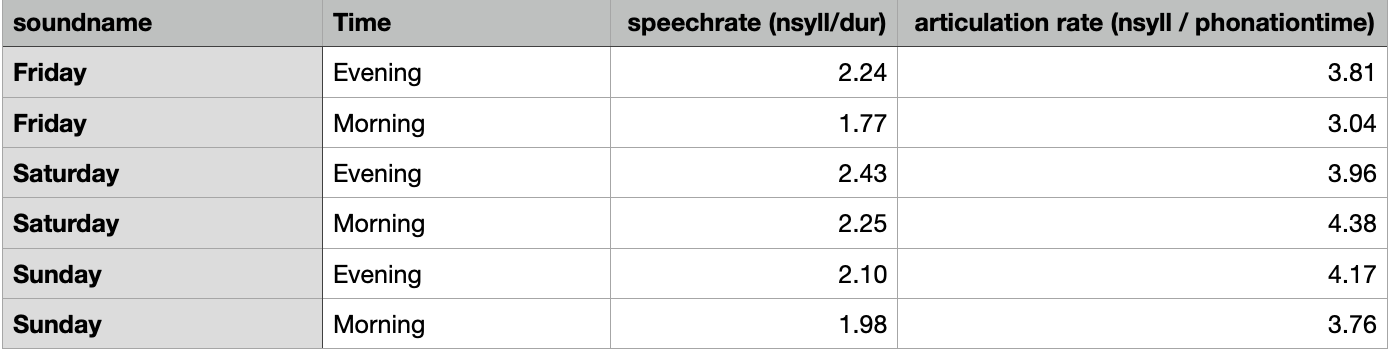 soundname Time speechrate (nsyll/dur) articulation rate (nsyll / phonationtime)
Friday Evening 2.24 3.81
Friday Morning 1.77 3.04
Saturday Evening 2.43 3.96
Saturday Morning 2.25 4.38
Sunday Evening 2.10 4.17
Sunday Morning 1.98 3.76